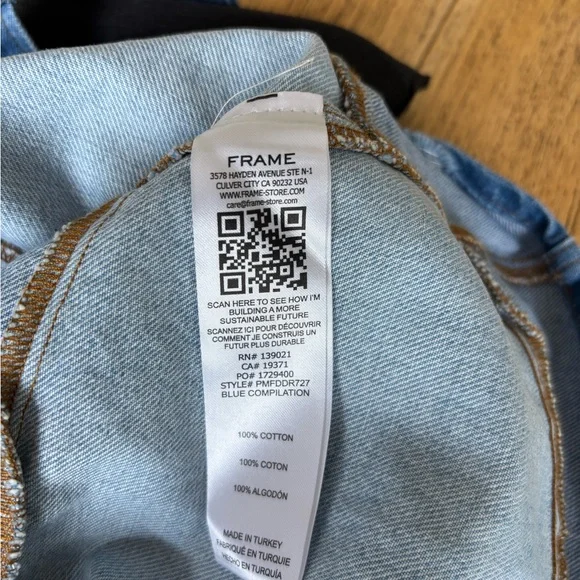 FRAME
3578 HAYDEN AVENUE STE N-1
CULVER CITY CA 90232 USA
WWW.FRAME-STORE.COM
care@frame-store.com
SCAN HERE TO SEE HOW I'M
BUILDING A MORE
SUSTAINABLE FUTURE
SCANNEZ ICI POUR DÉCOUVRIR
COMMENT JE CONSTRUIS UN
FUTUR PLUS DURABLE
RN# 139021
CA# 19371
PO# 1729400
STYLE# PMFDDR727
BLUE COMPILATION
100% COTTON
100% COTON
100% ALGODÓN
MADE IN TURKEY
FABRIQUÉ EN TURQUIE
HECHO EN TURQUÍA